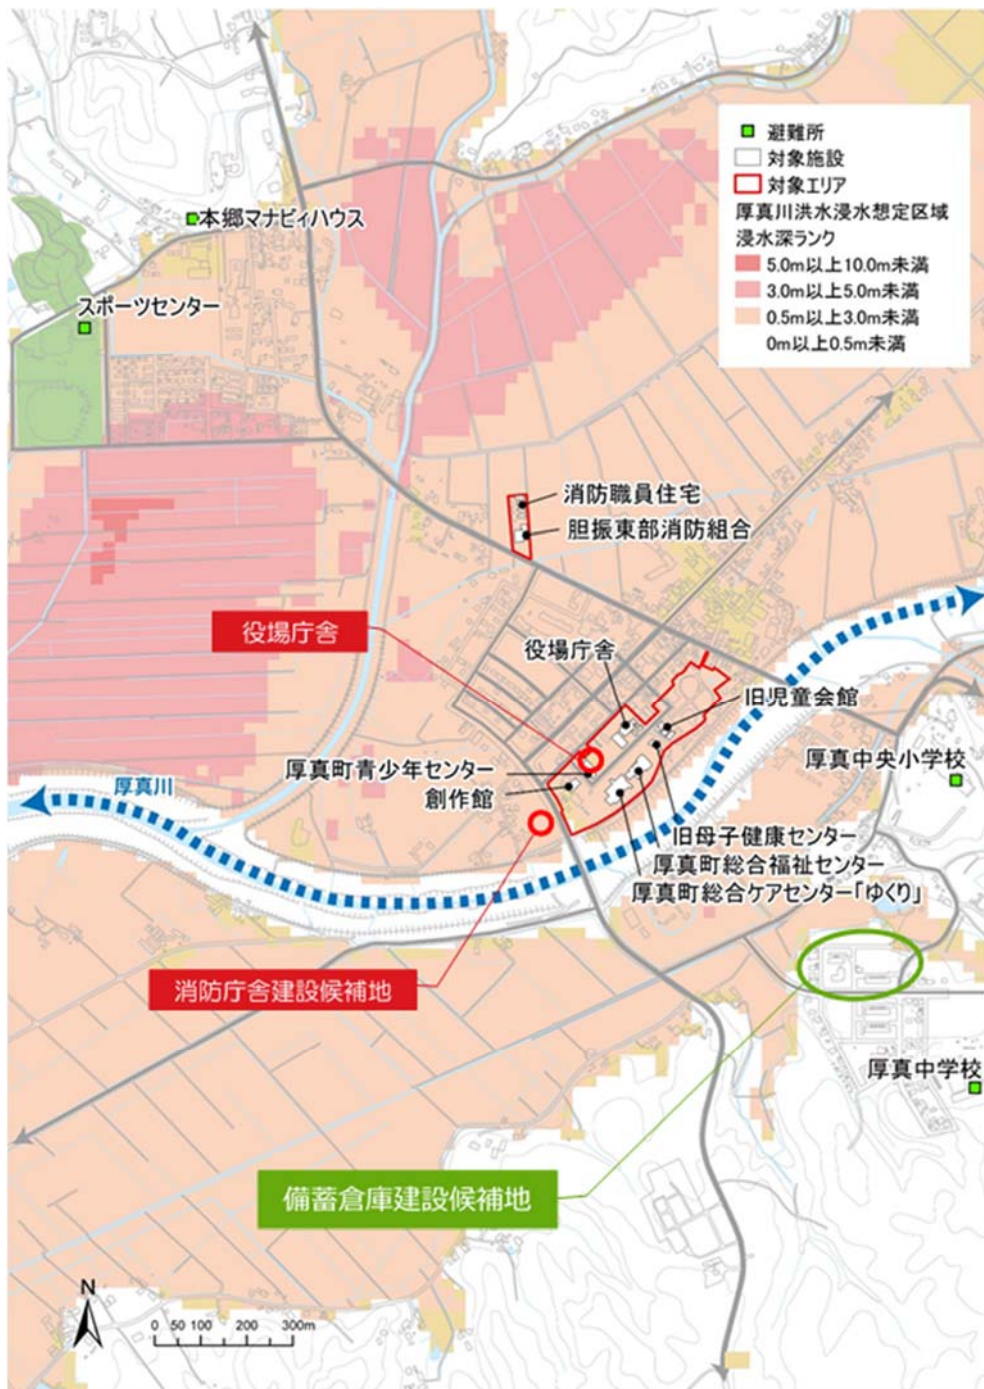 避難所
対象施設
対象エリア
厚真川洪水浸水想定区域
浸水深ランク
5.0m以上10.0m未満
3.0m以上5.0m未満
0.5m以上3.0m未満
0m以上0.5m未満
本郷マナビィハウス
スポーツセンター
消防職員住宅
胆振東部消防組合
役場庁舎
役場庁舎
旧児童会館
厚真町青少年センター
創作館
厚真川
厚真中央小学校
旧母子健康センター
厚真町総合福祉センター
厚真町総合ケアセンター「ゆくり」
消防庁舎建設候補地
厚真中学校
備蓄倉庫建設候補地
N
0 50 100 200 300m